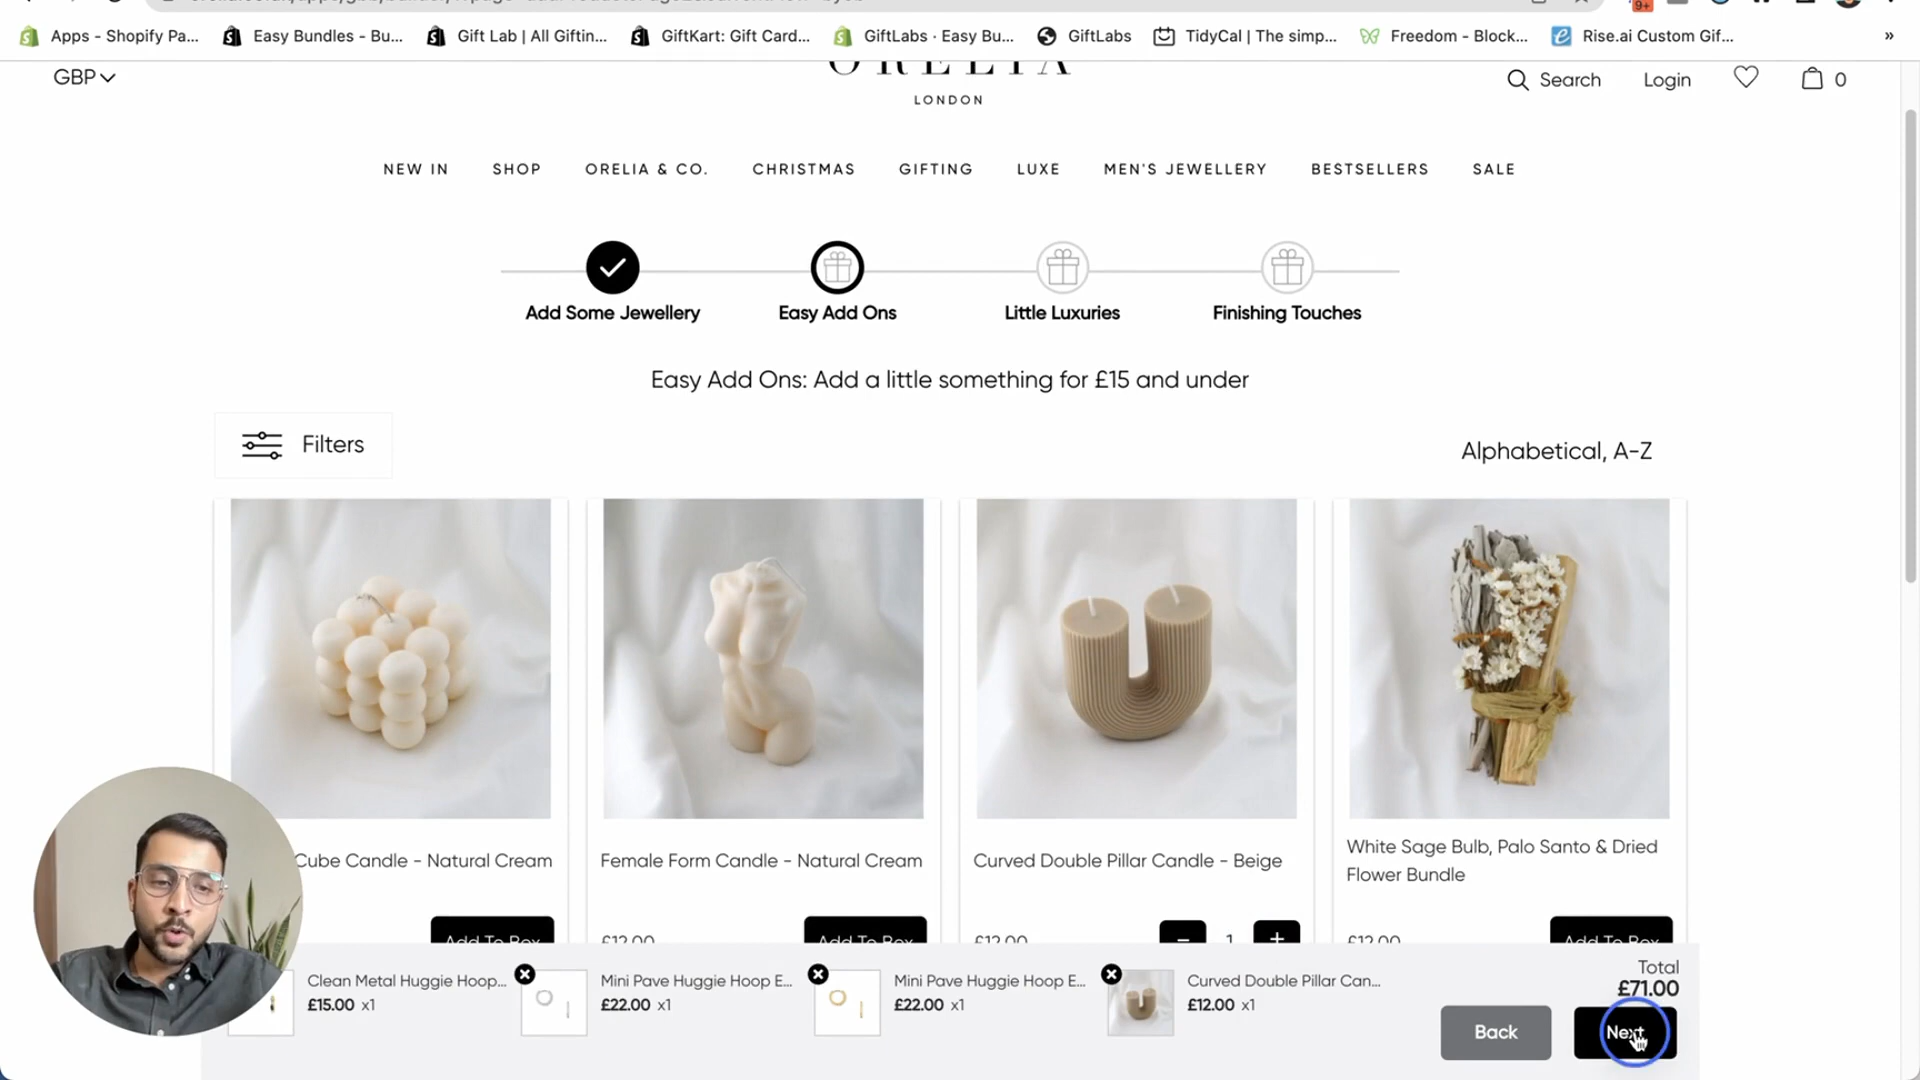 Apps - Shopify Pa... Easy Bundles - Bu... Gift Lab | All Giftin... GiftKart: Gift Card... GiftLabs · Easy Bu... GiftLabs TidyCal | The simp... Freedom - Block... Rise.ai Custom Gif... »
9+
GBP
ORELIA
LONDON
Search Login 0
NEW IN SHOP ORELIA & CO. CHRISTMAS GIFTING LUXE MEN'S JEWELLERY BESTSELLERS SALE
Add Some Jewellery Easy Add Ons Little Luxuries Finishing Touches
Easy Add Ons: Add a little something for £15 and under
Filters
Alphabetical, A-Z
Cube Candle - Natural Cream
Female Form Candle - Natural Cream
Curved Double Pillar Candle - Beige
White Sage Bulb, Palo Santo & Dried
Flower Bundle
Add To Box
£12.00 Add To Box
£12.00 - 1 +
£12.00 Add To Box
Clean Metal Huggie Hoop...
£15.00 x1
Mini Pave Huggie Hoop E...
£22.00 x1
Mini Pave Huggie Hoop E...
£22.00 x1
Curved Double Pillar Can...
£12.00 x1
Total
£71.00
Back
Next